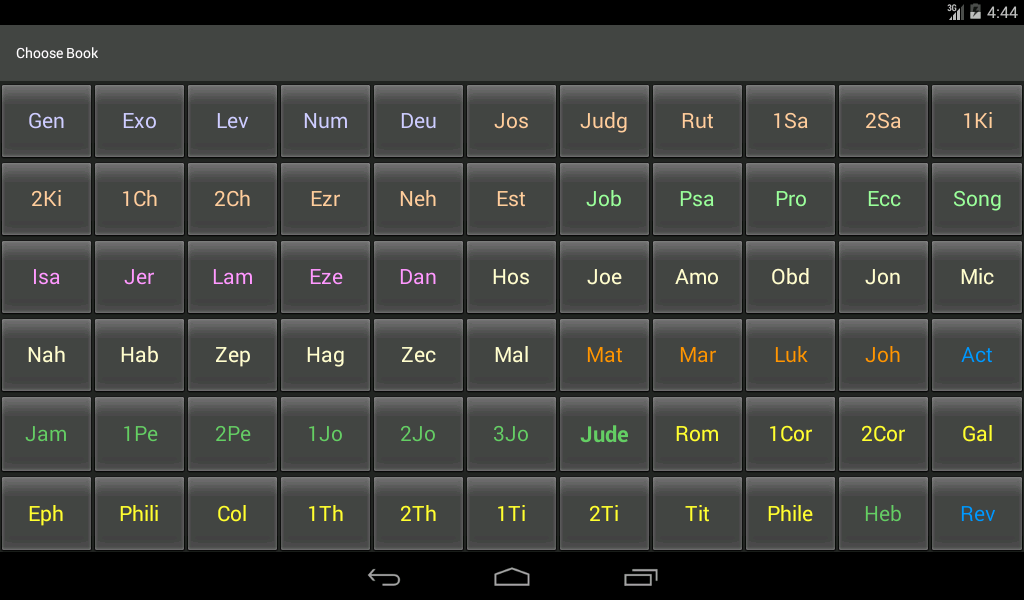 3G 4:44
Choose Book
Gen Exo Lev Num Deu Jos Judg Rut 1Sa 2Sa 1Ki
2Ki 1Ch 2Ch Ezr Neh Est Job Psa Pro Ecc Song
Isa Jer Lam Eze Dan Hos Joe Amo Obd Jon Mic
Nah Hab Zep Hag Zec Mal Mat Mar Luk Joh Act
Jam 1Pe 2Pe 1Jo 2Jo 3Jo Jude Rom 1Cor 2Cor Gal
Eph Phili Col 1Th 2Th 1Ti 2Ti Tit Phile Heb Rev